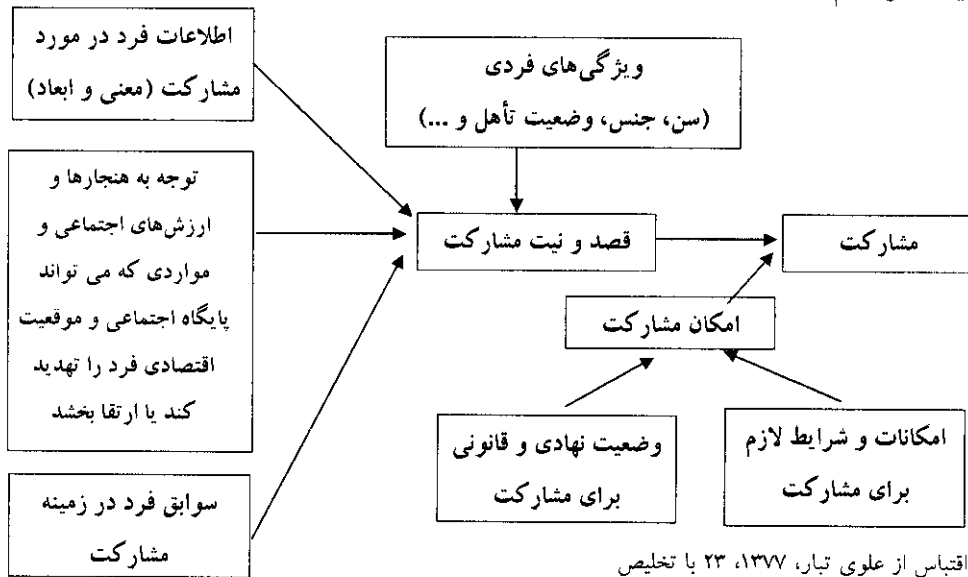 اطلاعات فرد در مورد
مشارکت (معنی و ابعاد)
ویژگی‌های فردی
(سن، جنس، وضعیت تأهل و ...)
توجه به هنجارها و
ارزش‌های اجتماعی و
مواردی که می تواند
پایگاه اجتماعی و موقعیت
اقتصادی فرد را تهدید
کند یا ارتقا بخشد
قصد و نیت مشارکت
مشارکت
امکان مشارکت
امکانات و شرایط لازم
برای مشارکت
وضعیت نهادی و قانونی
برای مشارکت
سوابق فرد در زمینه
مشارکت
اقتباس از علوی تبار، ۱۳۷۷، ۲۳ با تخلیص